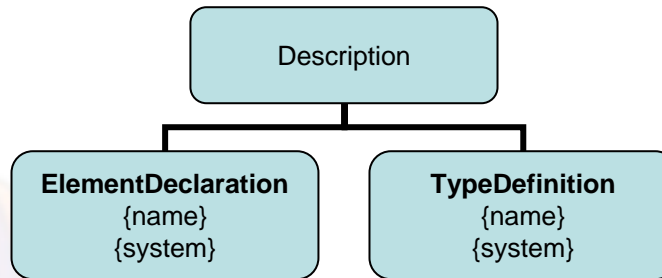 Description
ElementDeclaration
{name}
{system}
TypeDefinition
{name}
{system}